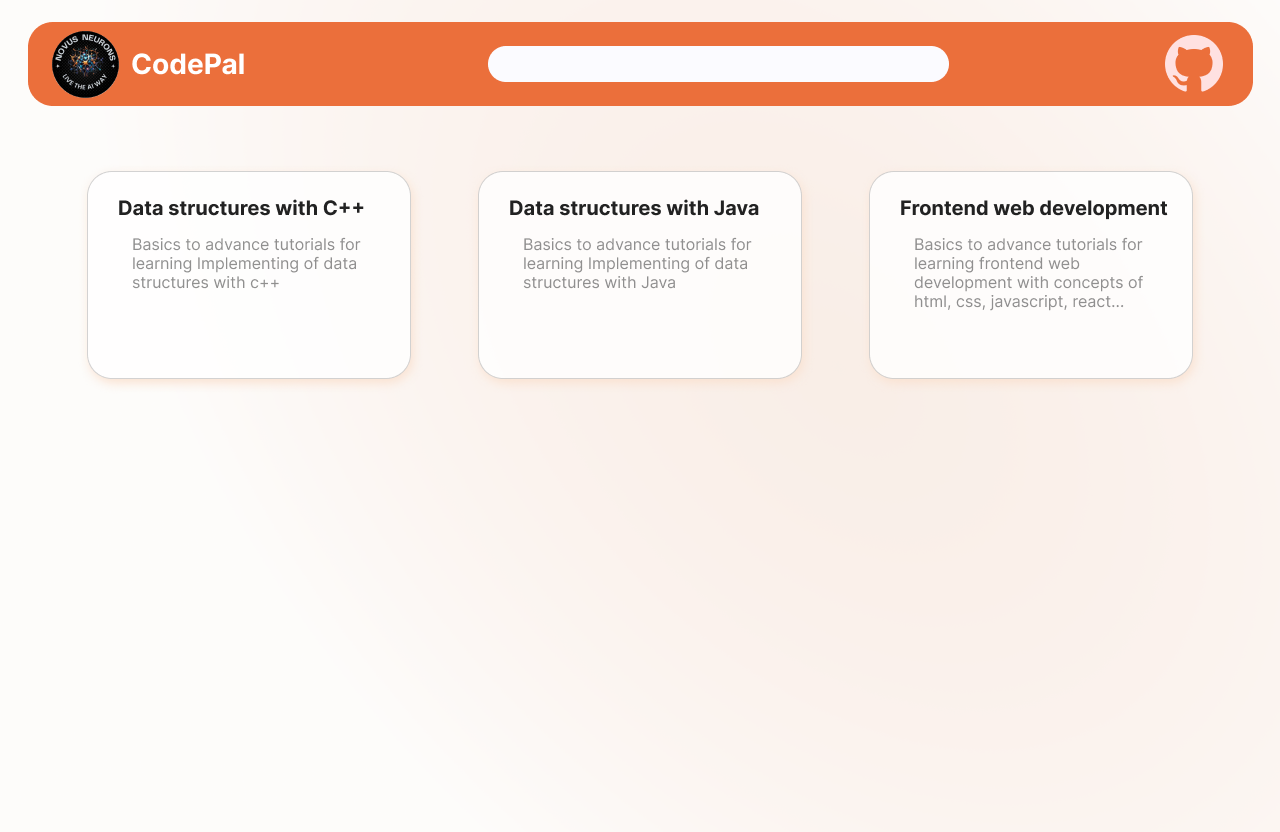 NOVUS NEURONS
LIVE THE AI WAY
CodePal
Data structures with C++
Basics to advance tutorials for
learning Implementing of data
structures with c++
Data structures with Java
Basics to advance tutorials for
learning Implementing of data
structures with Java
Frontend web development
Basics to advance tutorials for
learning frontend web
development with concepts of
html, css, javascript, react...